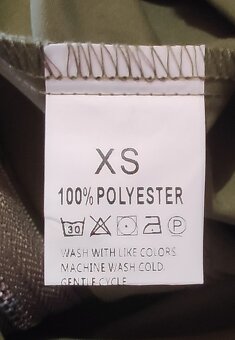 XS
100% POLYESTER
30 P
WASH WITH LIKE COLORS
MACHINE WASH COLD
GENTLE CYCLE